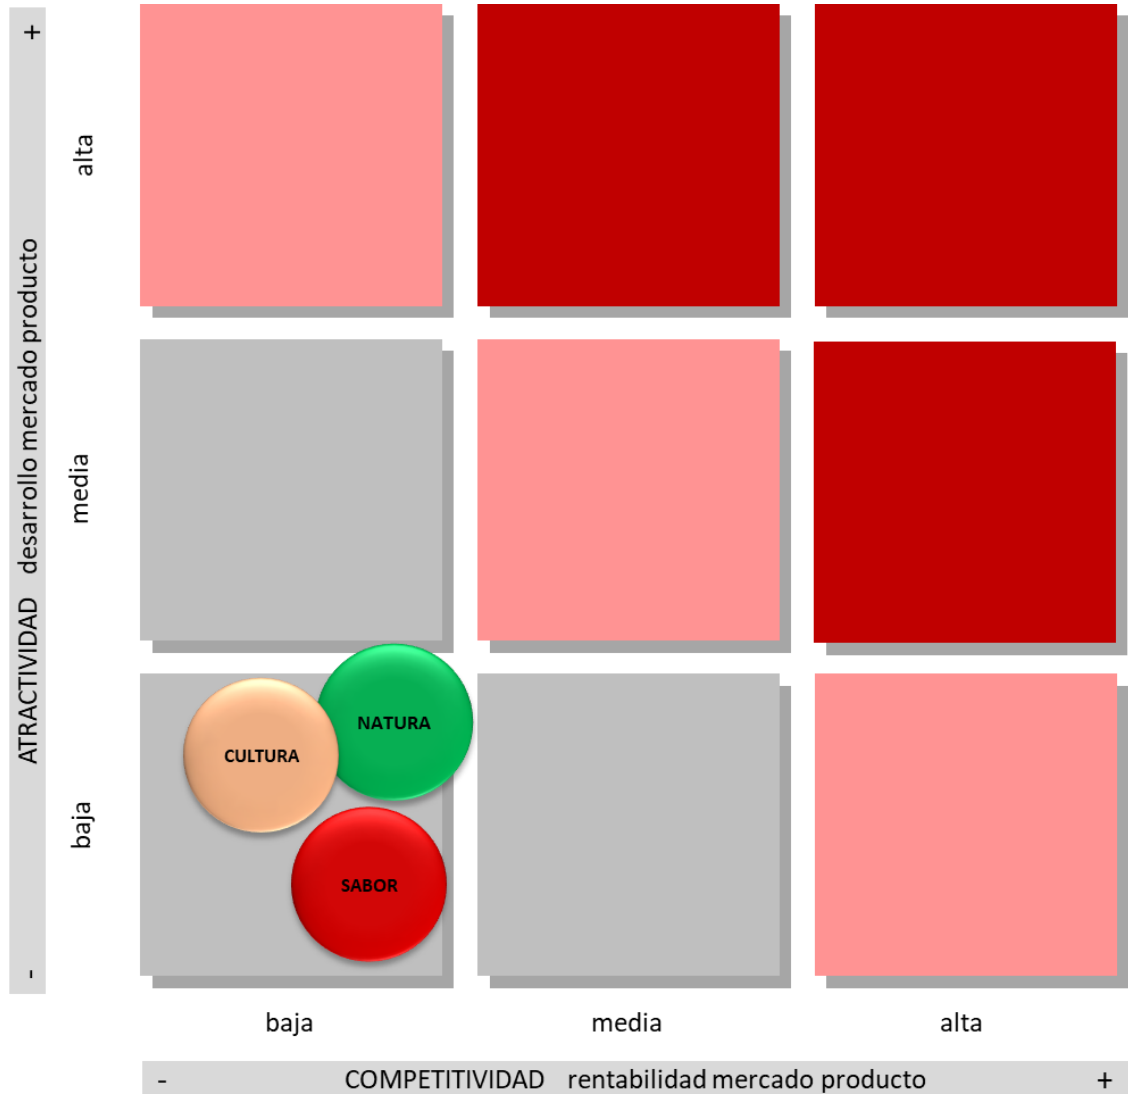 +
alta
ATRACTIVIDAD desarrollo mercado producto
media
NATURA
CULTURA
baja
SABOR
-
baja media alta
- COMPETITIVIDAD rentabilidad mercado producto +